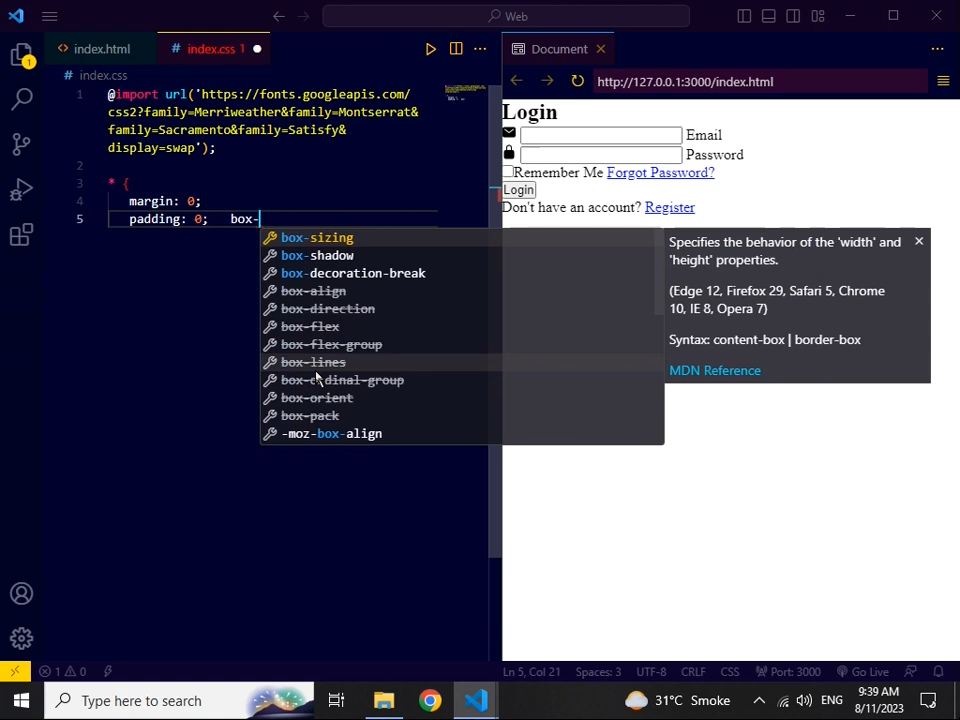 Web
index.html
# index.css 1
Document
# index.css
http://127.0.0.1:3000/index.html
1 @import url('https://fonts.googleapis.com/
css2?family=Merriweather&family=Montserrat&
family=Sacramento&family=Satisfy&
display=swap');
2
3 * {
4 margin: 0;
5 padding: 0; box-
box-sizing
box-shadow
box-decoration-break
box-align
box-direction
box-flex
box-flex-group
box-lines
box-ordinal-group
box-orient
box-pack
-moz-box-align
Specifies the behavior of the 'width' and
'height' properties.
(Edge 12, Firefox 29, Safari 5, Chrome
10, IE 8, Opera 7)
Syntax: content-box | border-box
MDN Reference
Login
Email
Password
Remember Me Forgot Password?
Login
Don't have an account? Register
1 0 Ln 5, Col 21 Spaces: 3 UTF-8 CRLF CSS Port: 3000 Go Live
Type here to search
31°C Smoke
ENG
9:39 AM
8/11/2023